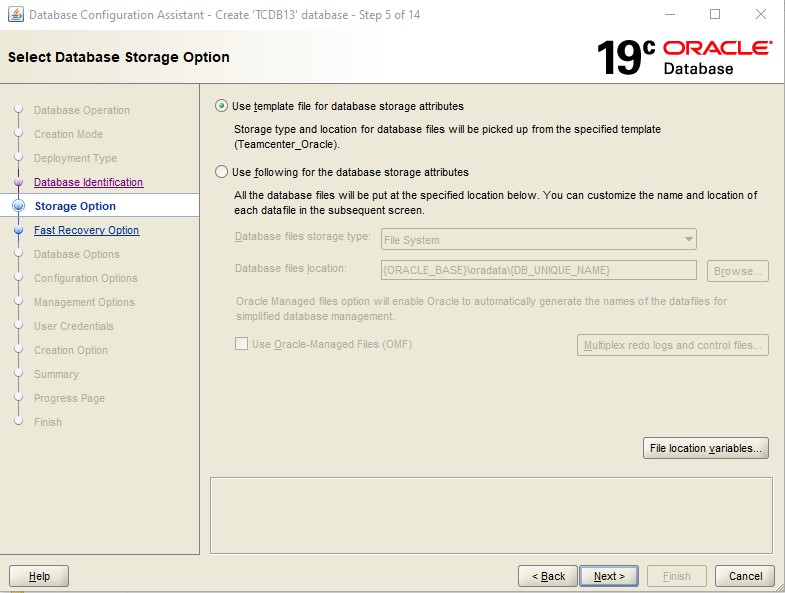 Database Configuration Assistant - Create 'TCDB13' database - Step 5 of 14
Select Database Storage Option
19c ORACLE
Database
Database Operation
Creation Mode
Deployment Type
Database Identification
Storage Option
Fast Recovery Option
Database Options
Configuration Options
Management Options
User Credentials
Creation Option
Summary
Progress Page
Finish
Use template file for database storage attributes
Storage type and location for database files will be picked up from the specified template
(Teamcenter_Oracle).
Use following for the database storage attributes
All the database files will be put at the specified location below. You can customize the name and location of
each datafile in the subsequent screen.
Database files storage type: File System
Database files location: {ORACLE_BASE}\oradata\{DB_UNIQUE_NAME} Browse...
Oracle Managed files option will enable Oracle to automatically generate the names of the datafiles for
simplified database management.
Use Oracle-Managed Files (OMF) Multiplex redo logs and control files...
File location variables...
Help < Back Next > Finish Cancel